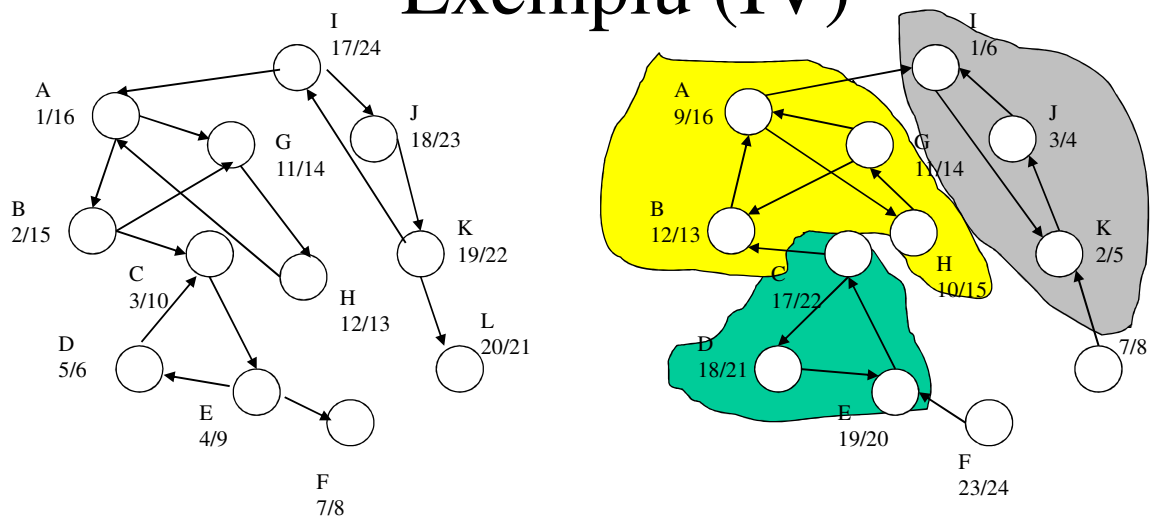 Exemplu (IV)
I
17/24
A
1/16
J
18/23
G
11/14
B
2/15
K
19/22
C
3/10
H
12/13
L
20/21
D
5/6
E
4/9
F
7/8
I
1/6
A
9/16
J
3/4
G
11/14
B
12/13
K
2/5
H
10/15
C
17/22
7/8
D
18/21
E
19/20
F
23/24